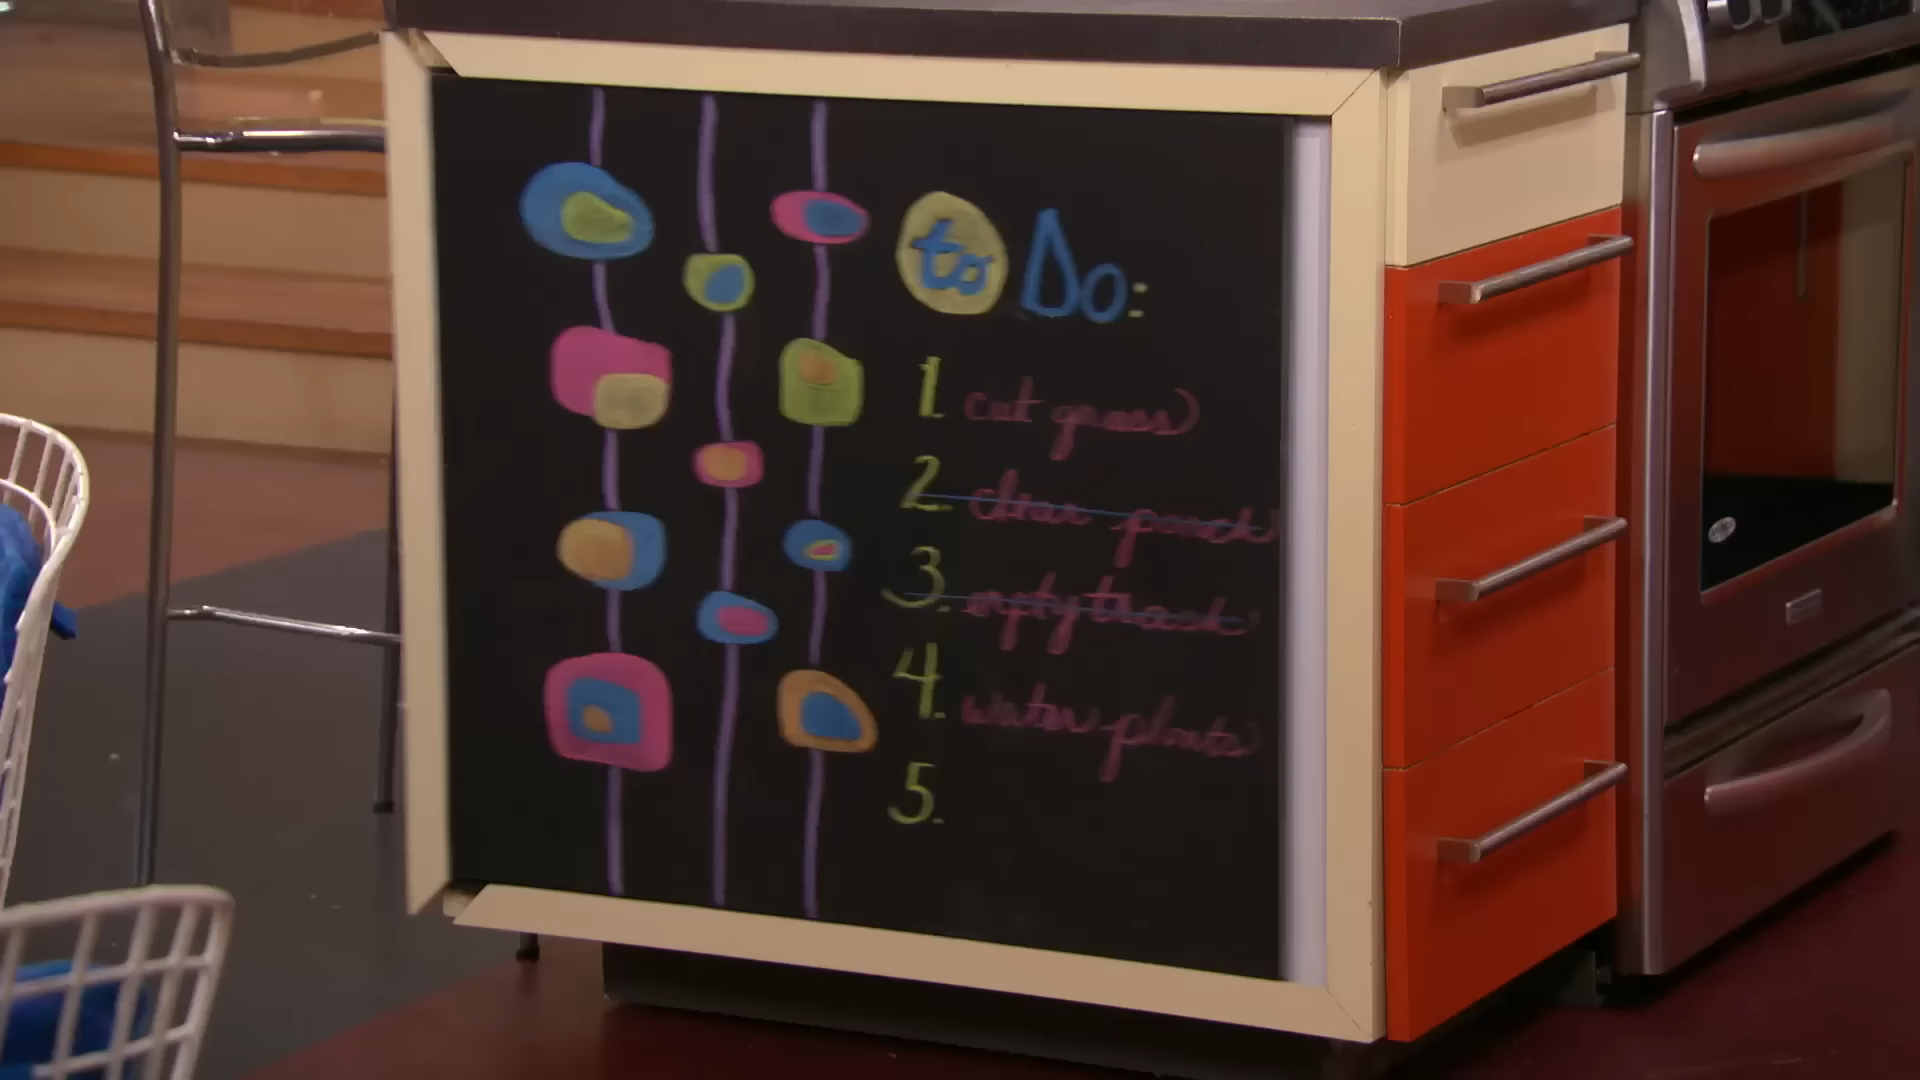 to Do:
1. cut grass
2. clean porch
3. empty trash
4. water plants
5.